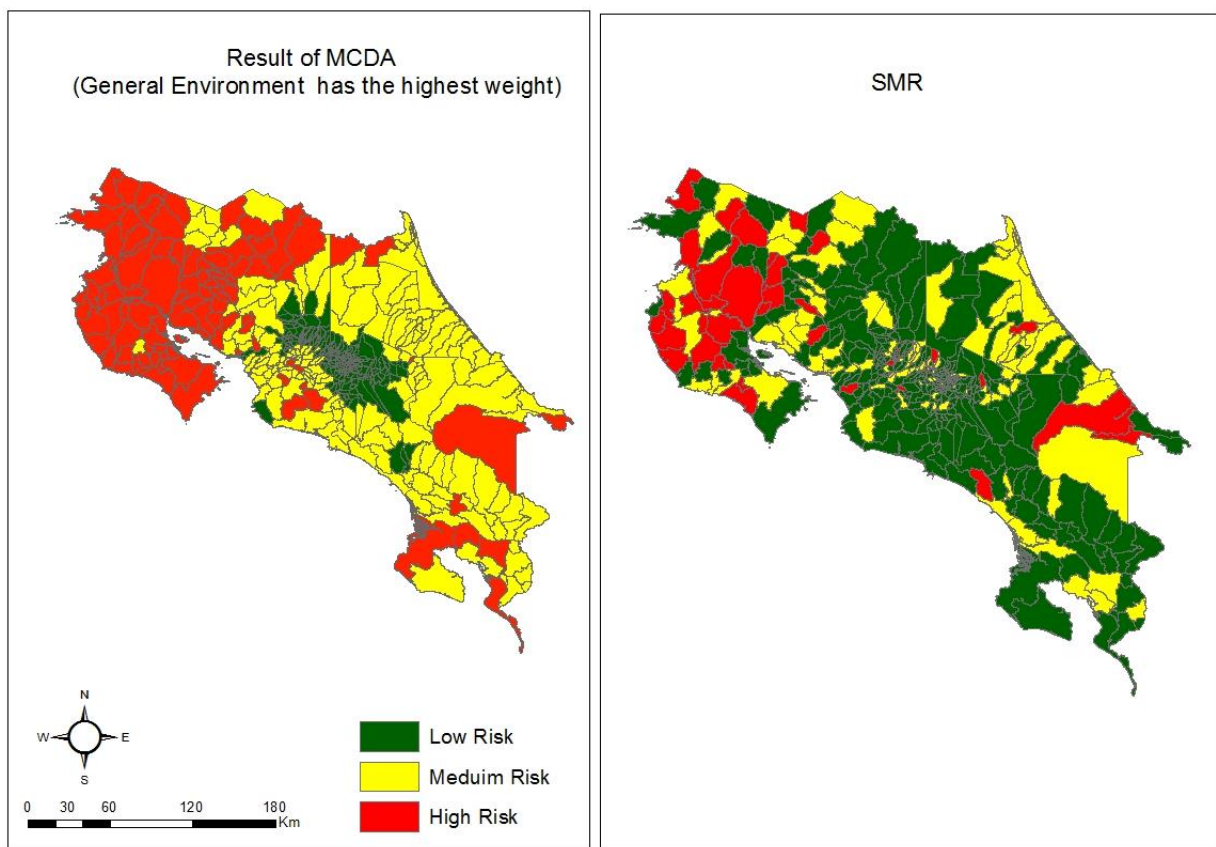 Result of MCDA
(General Environment has the highest weight)
SMR
N
W E
S
Low Risk
Meduim Risk
High Risk
0 30 60 120 180
Km